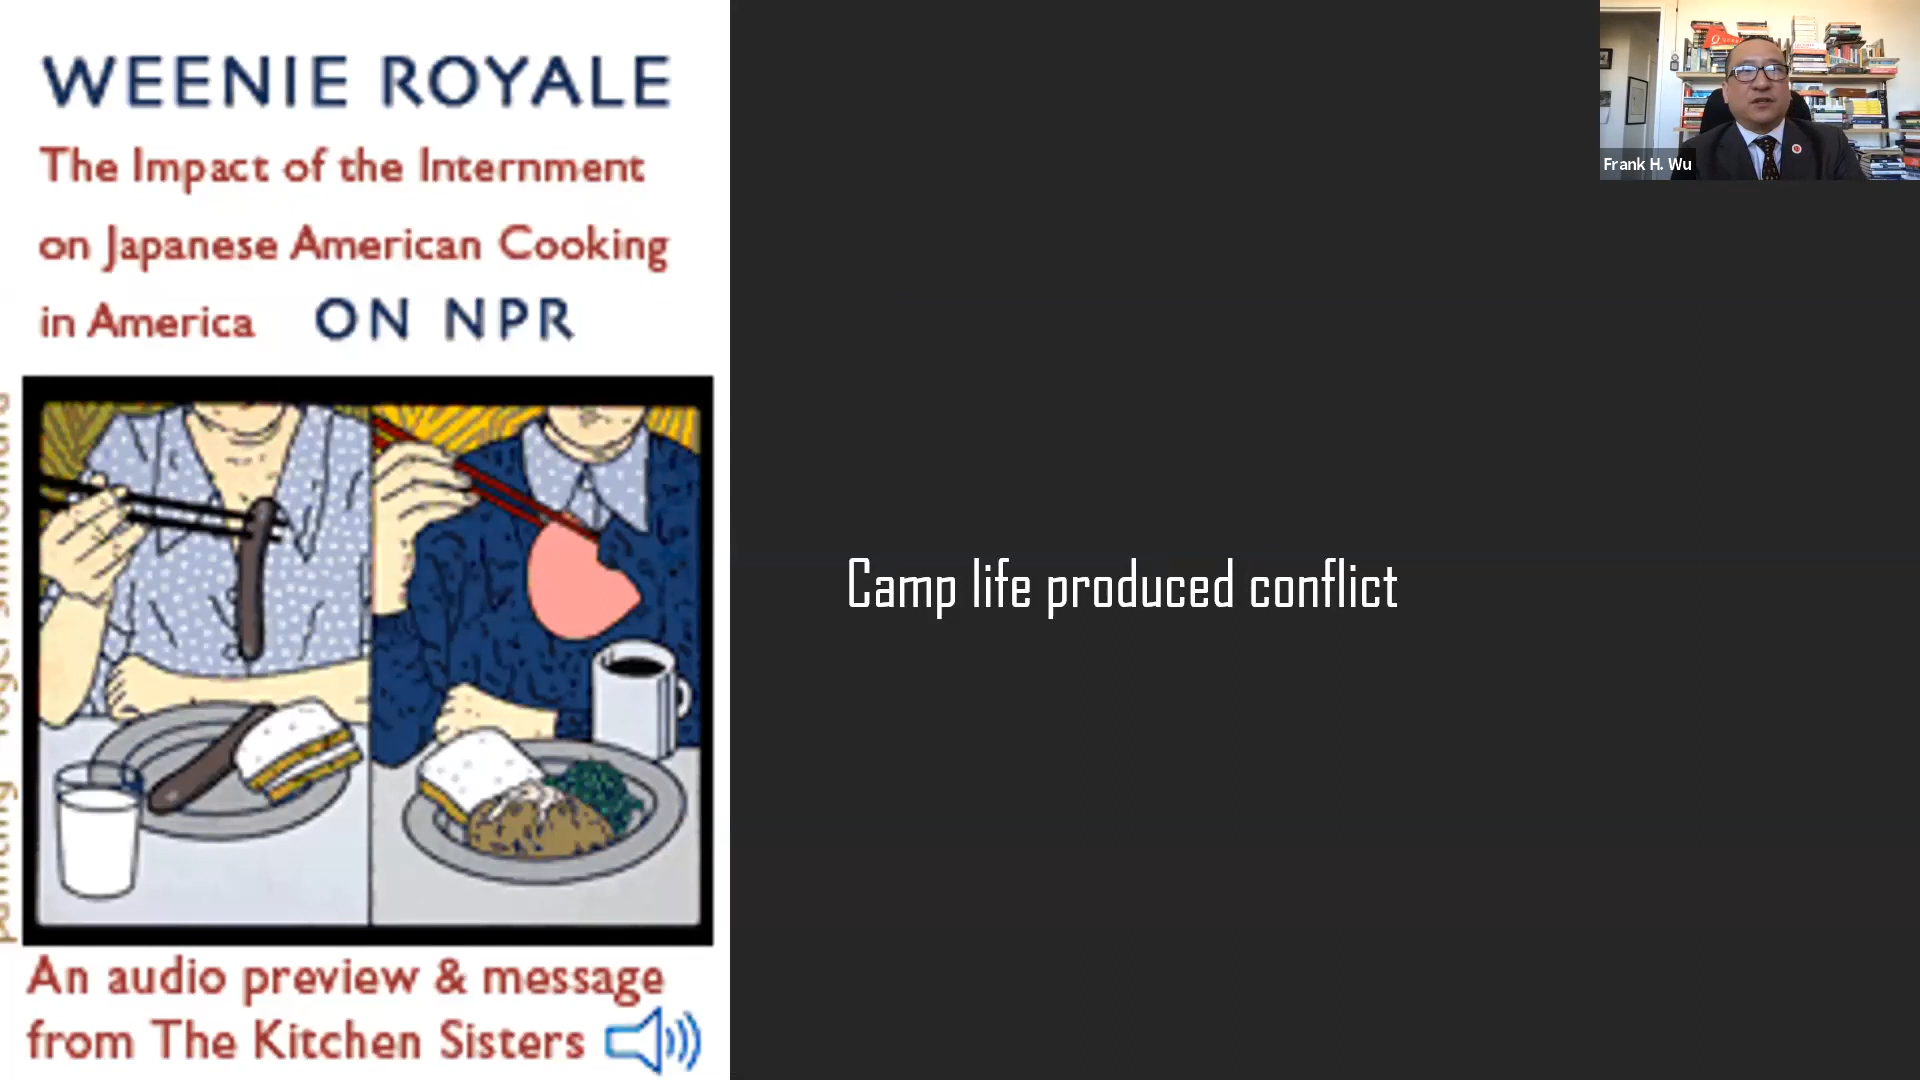 WEENIE ROYALE
The Impact of the Internment
on Japanese American Cooking
in America ON NPR
An audio preview & message
from The Kitchen Sisters
Camp life produced conflict
Frank H. Wu